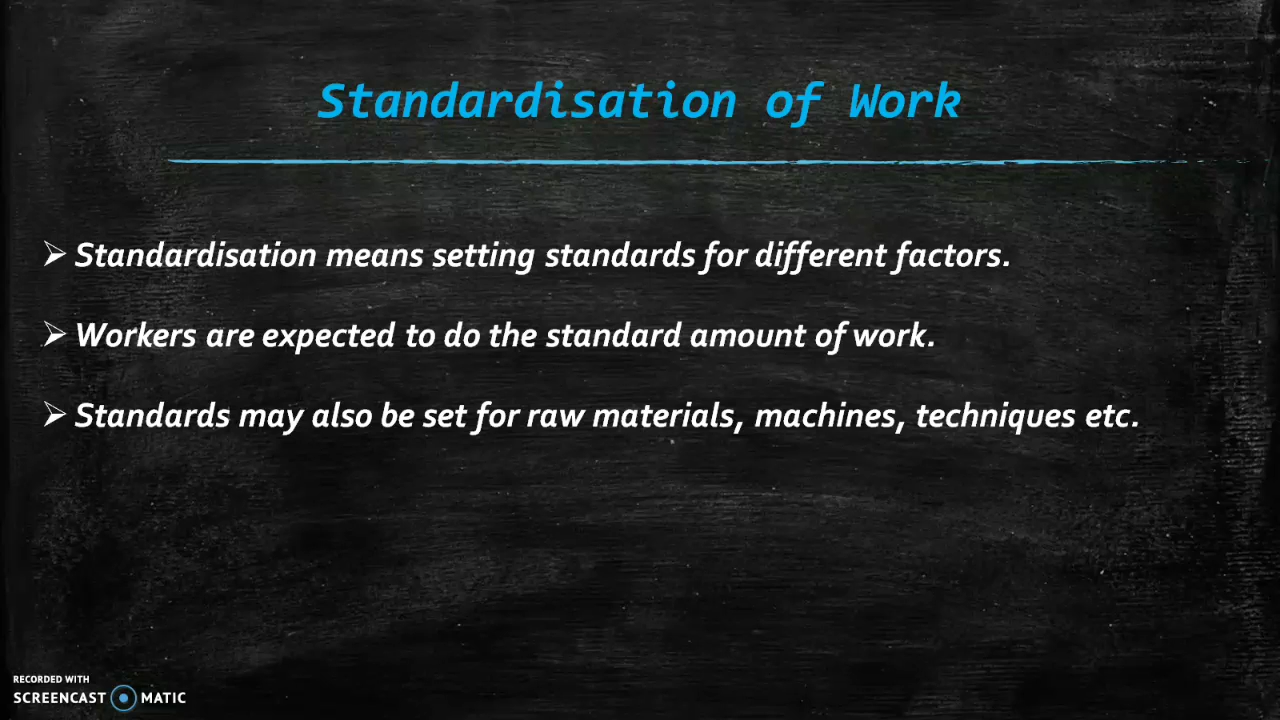 Standardisation of Work
➢ Standardisation means setting standards for different factors.
➢ Workers are expected to do the standard amount of work.
➢ Standards may also be set for raw materials, machines, techniques etc.
RECORDED WITH
SCREENCAST MATIC